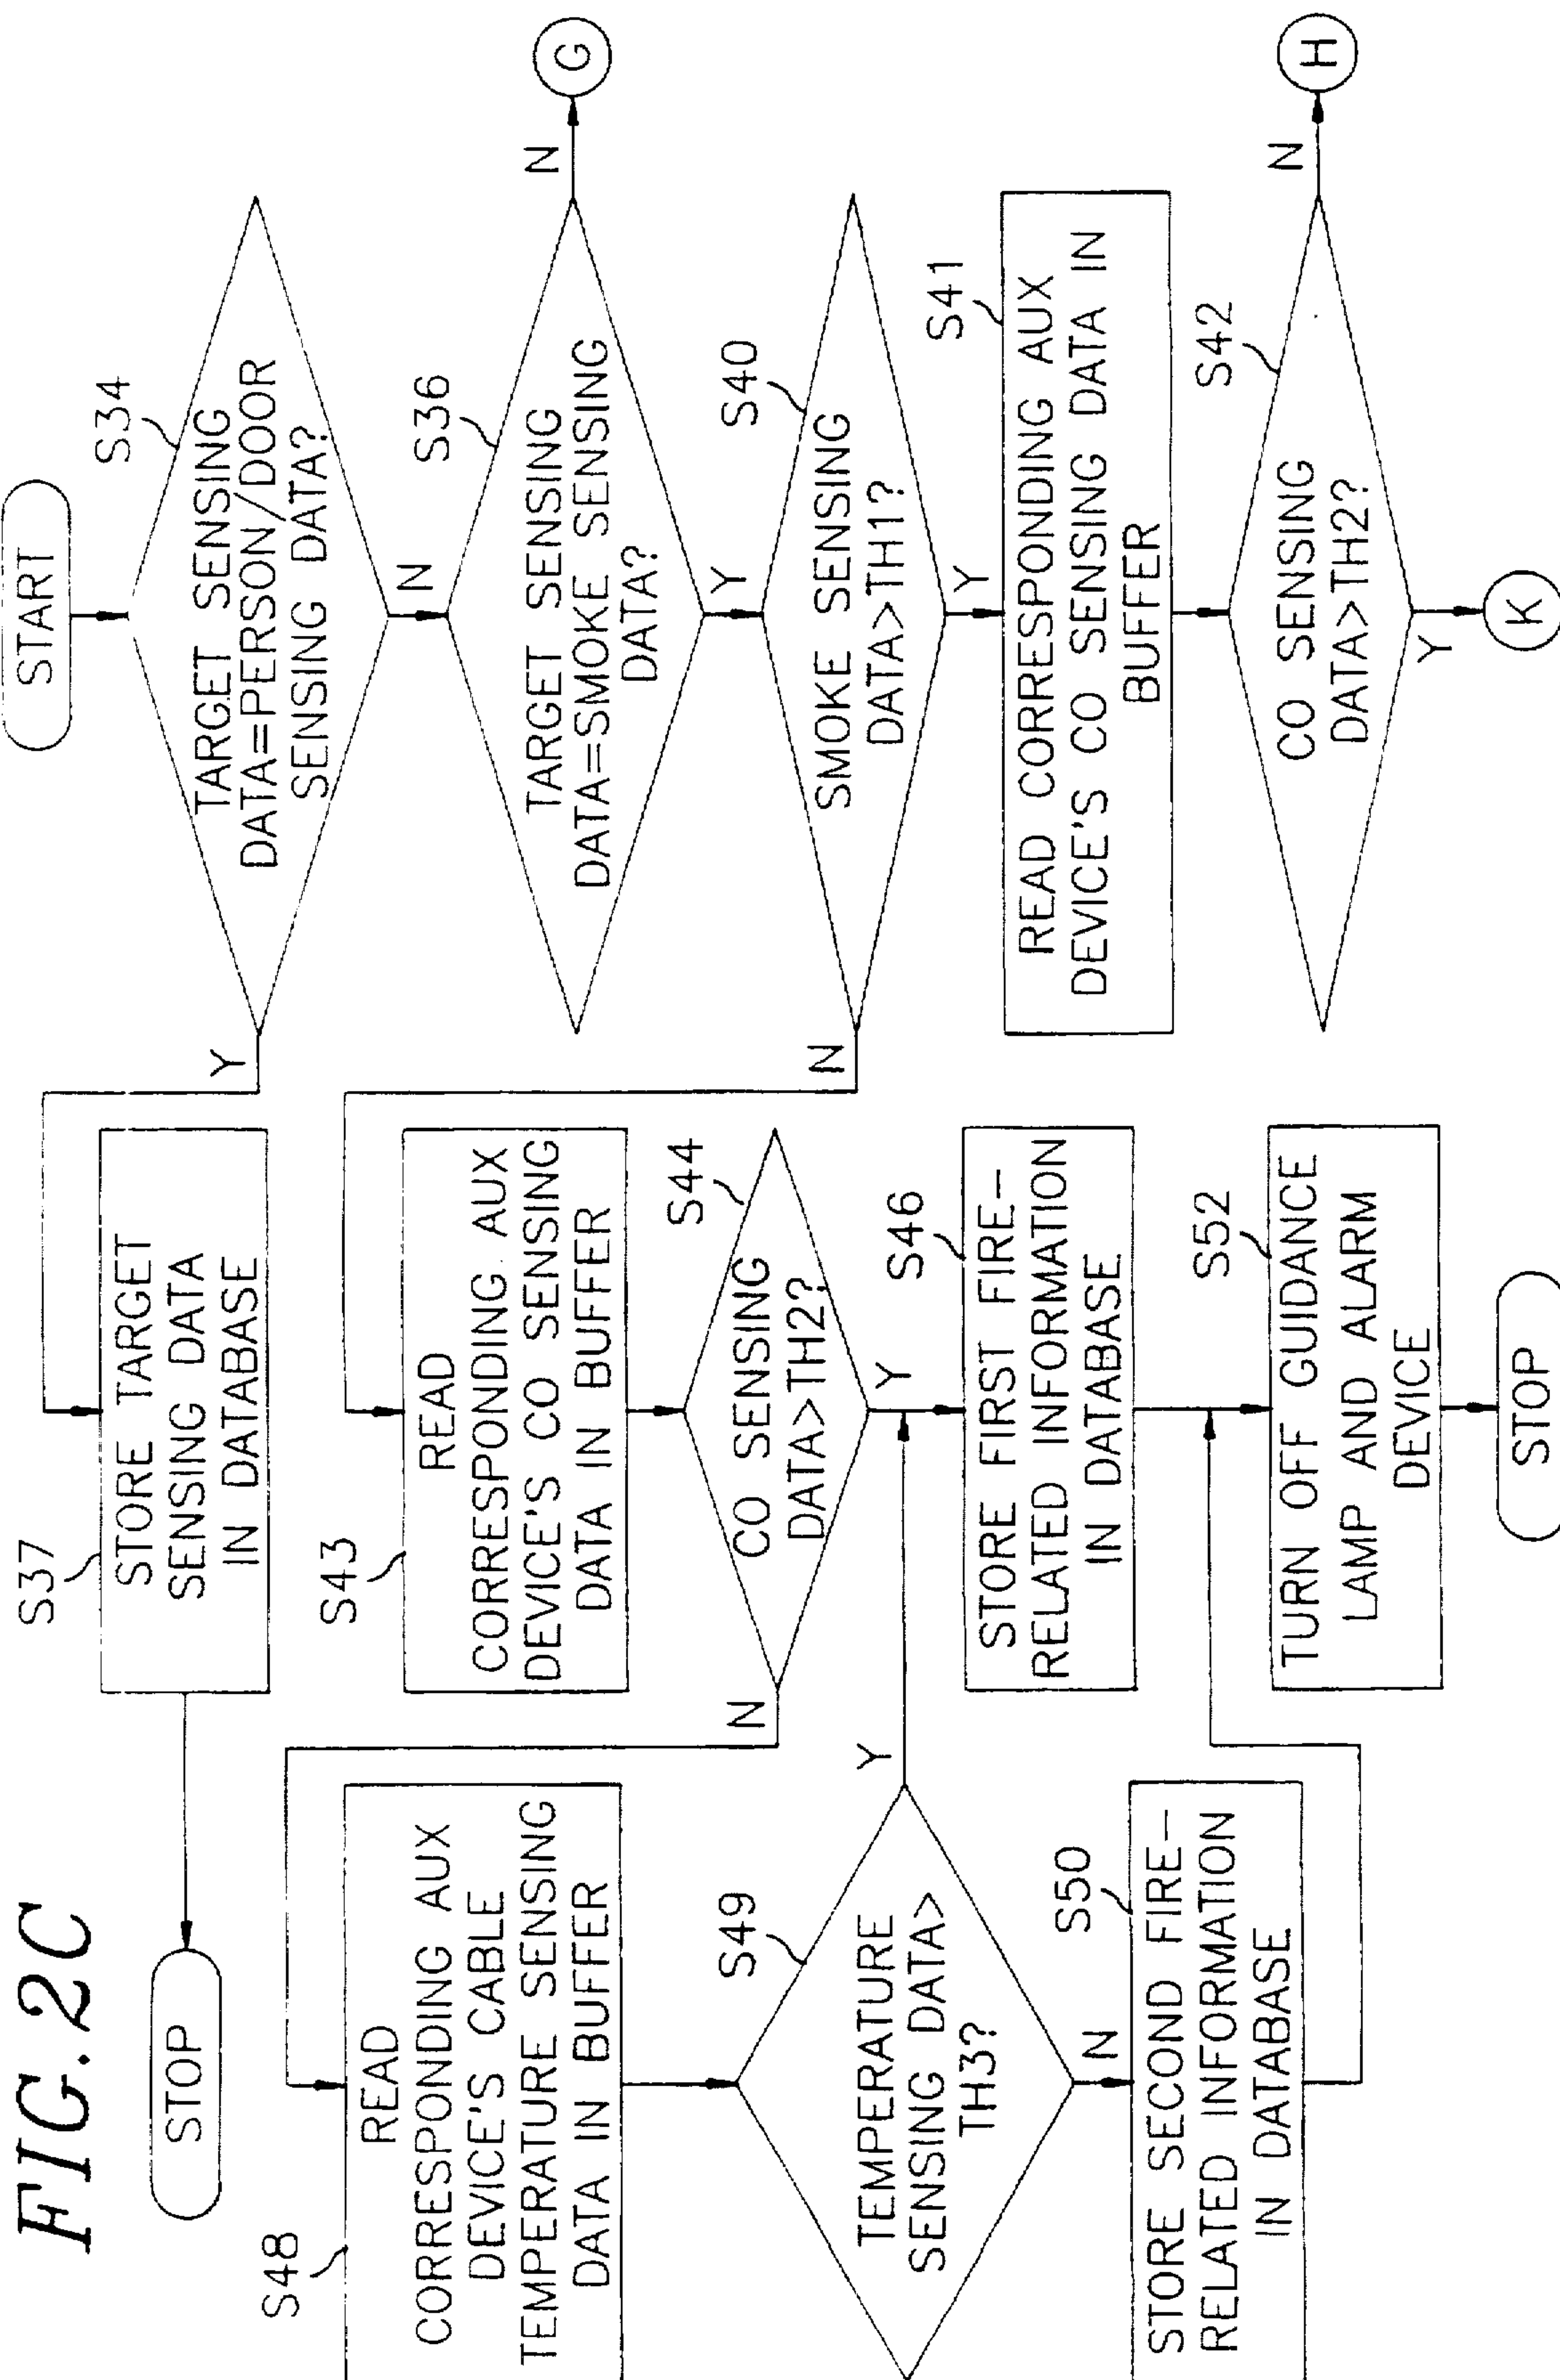 FIG. 2C
START
S34
TARGET SENSING
DATA=PERSON/DOOR
SENSING DATA?
Y
N
S37
STORE TARGET
SENSING DATA
IN DATABASE
STOP
S36
TARGET SENSING
DATA=SMOKE SENSING
DATA?
N
G
Y
S40
SMOKE SENSING
DATA>TH1?
N
Y
S41
READ CORRESPONDING AUX
DEVICE'S CO SENSING DATA IN
BUFFER
S42
CO SENSING
DATA>TH2?
N
H
Y
K
S43
READ
CORRESPONDING AUX
DEVICE'S CO SENSING
DATA IN BUFFER
S44
CO SENSING
DATA>TH2?
N
Y
S46
STORE FIRST FIRE-
RELATED INFORMATION
IN DATABASE
S52
TURN OFF GUIDANCE
LAMP AND ALARM
DEVICE
STOP
S48
READ
CORRESPONDING AUX
DEVICE'S CABLE
TEMPERATURE SENSING
DATA IN BUFFER
S49
TEMPERATURE
SENSING DATA>
TH3?
Y
N
S50
STORE SECOND FIRE-
RELATED INFORMATION
IN DATABASE